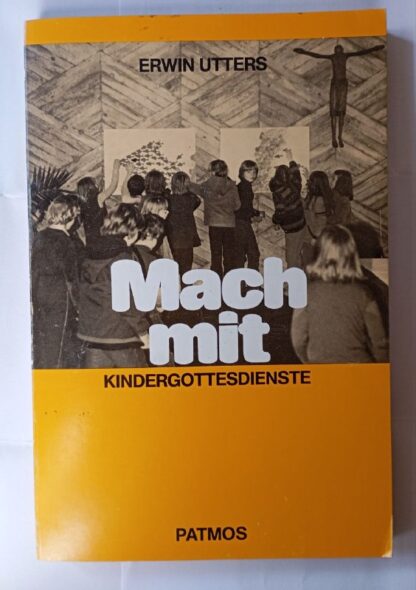 ERWIN UTTERS
Mach
mit
KINDERGOTTESDIENSTE
PATMOS